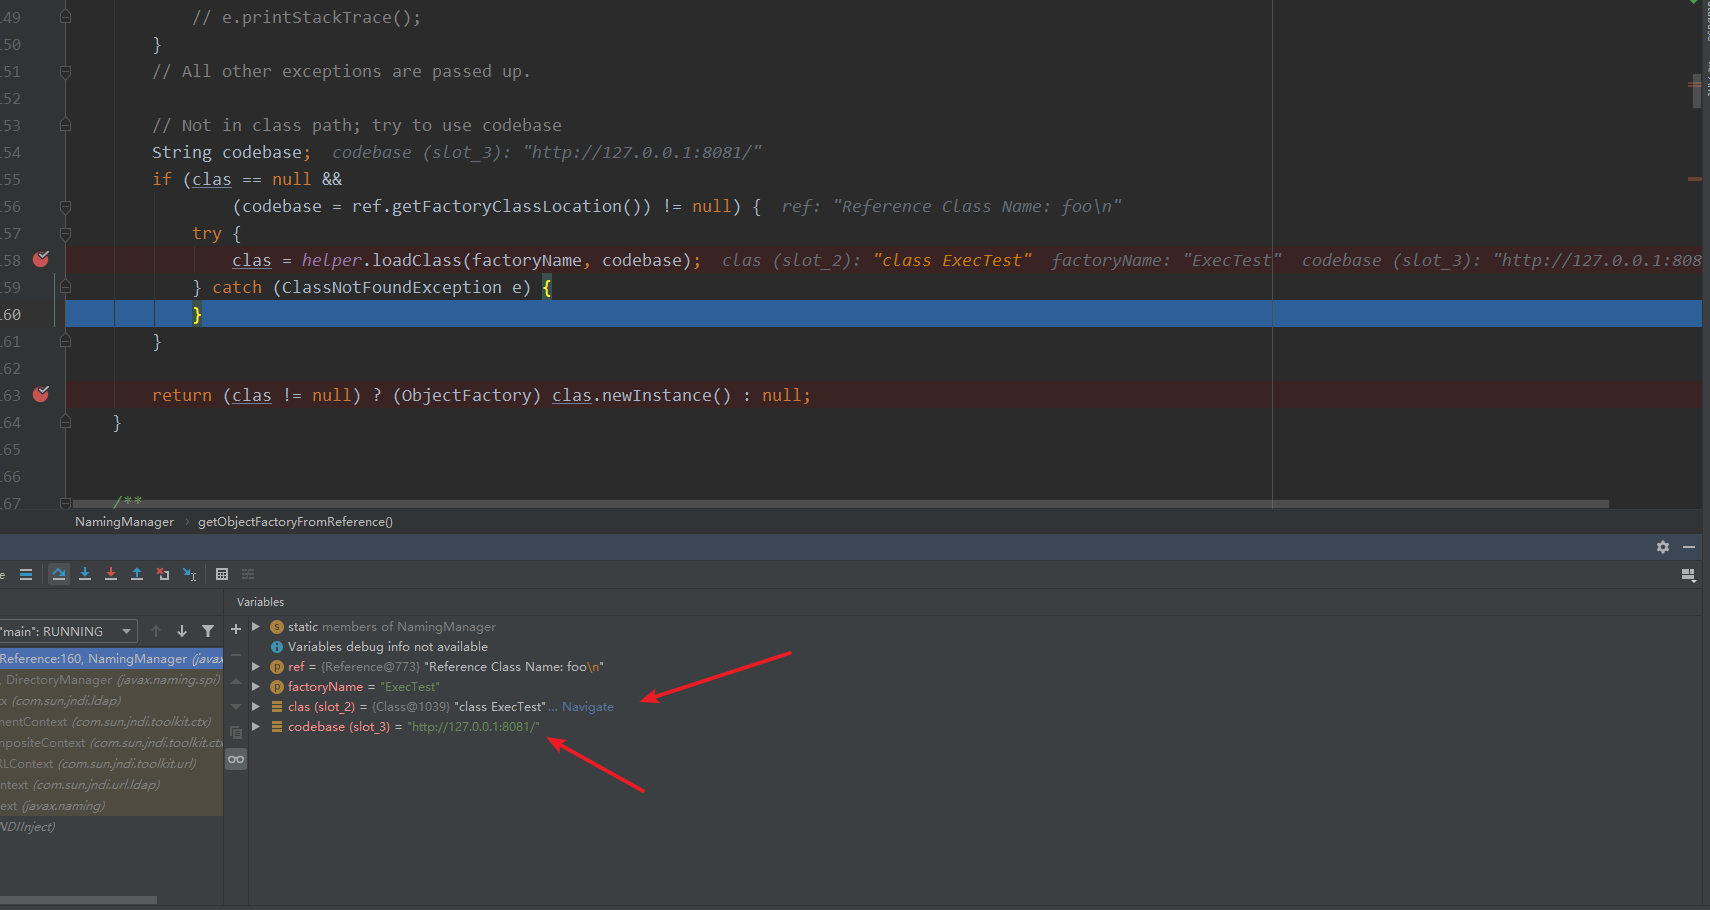 49 // e.printStackTrace();
50 }
51 // All other exceptions are passed up.
52
53 // Not in class path; try to use codebase
54 String codebase; codebase (slot_3): "http://127.0.0.1:8081/"
55 if (clas == null &&
56 (codebase = ref.getFactoryClassLocation()) != null) { ref: "Reference Class Name: foo\n"
57 try {
58 clas = helper.loadClass(factoryName, codebase); clas (slot_2): "class ExecTest" factoryName: "ExecTest" codebase (slot_3): "http://127.0.0.1:808
59 } catch (ClassNotFoundException e) {
160 }
61 }
62
63 return (clas != null) ? (ObjectFactory) clas.newInstance() : null;
64 }
65
66
67 /**
NamingManager › getObjectFactoryFromReference()
e
Variables
"main": RUNNING
Reference:160, NamingManager (javax
, DirectoryManager (javax.naming.spi)
tx (com.sun.jndi.ldap)
nentContext (com.sun.jndi.toolkit.ctx)
mpositeContext (com.sun.jndi.toolkit.ctx
RLContext (com.sun.jndi.toolkit.url)
ntext (com.sun.jndi.url.ldap)
ext (javax.naming)
NDIInject)
static members of NamingManager
Variables debug info not available
ref = {Reference@773} "Reference Class Name: foo\n"
factoryName = "ExecTest"
clas (slot_2) = {Class@1039} "class ExecTest"... Navigate
codebase (slot_3) = "http://127.0.0.1:8081/"